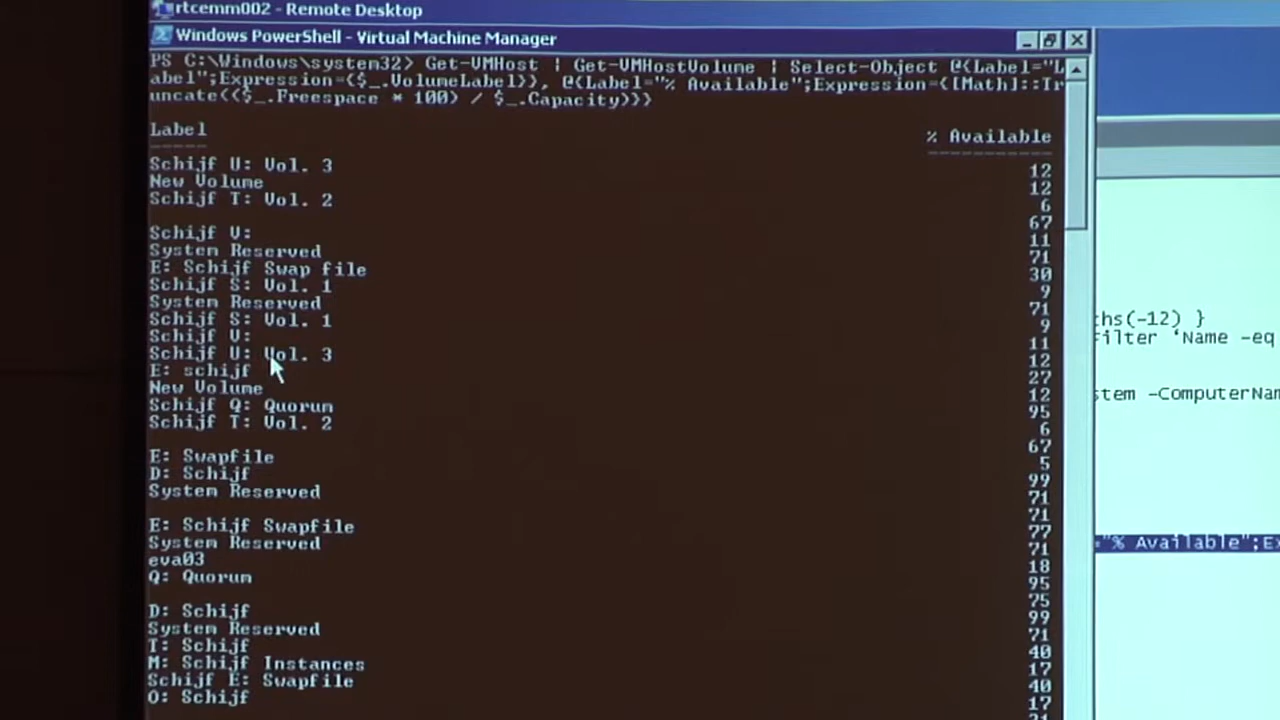 rtcemm002 - Remote Desktop
Windows PowerShell - Virtual Machine Manager
PS C:\Windows\system32> Get-VMHost | Get-VMHostVolume | Select-Object @{Label="L
abel";Expression={$_.VolumeLabel}}, @{Label="% Available";Expression={[Math]::Tr
uncate(($_.Freespace * 100) / $_.Capacity)}}
Label % Available
----- -----------
Schijf U: Vol. 3 12
New Volume 12
Schijf T: Vol. 2 6
67
Schijf V: 11
System Reserved 71
E: Schijf Swap file 30
Schijf S: Vol. 1 9
System Reserved 71
Schijf S: Vol. 1 9
Schijf V: 11
Schijf U: Vol. 3 12
E: schijf 27
New Volume 12
Schijf Q: Quorum 95
Schijf T: Vol. 2 6
67
E: Swapfile 5
D: Schijf 99
System Reserved 71
71
E: Schijf Swapfile 77
System Reserved 71
eva03 18
Q: Quorum 95
75
D: Schijf 99
System Reserved 71
T: Schijf 40
M: Schijf Instances 17
Schijf E: Swapfile 40
O: Schijf 17
ths(-12) }
Filter ‘Name -eq
stem -ComputerNam
="% Available";Ex